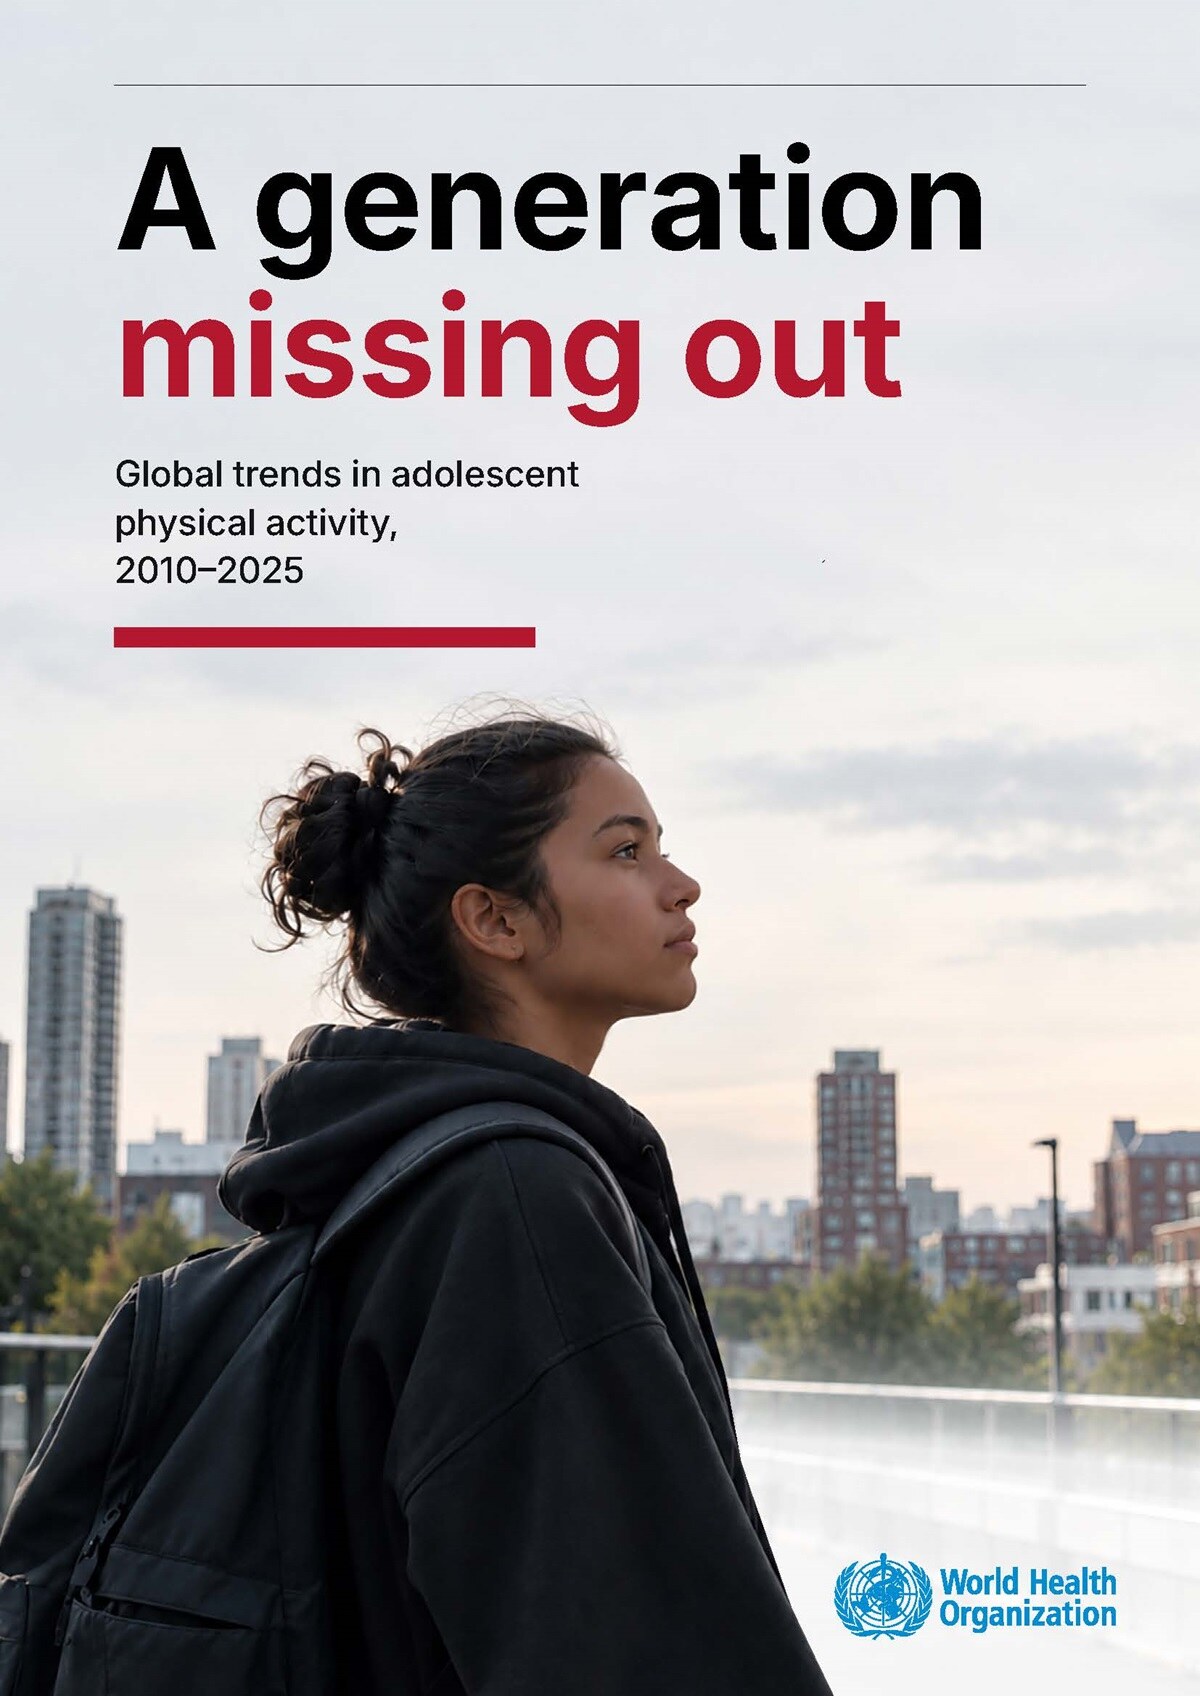 A generation
missing out
Global trends in adolescent
physical activity,
2010–2025
World Health
Organization